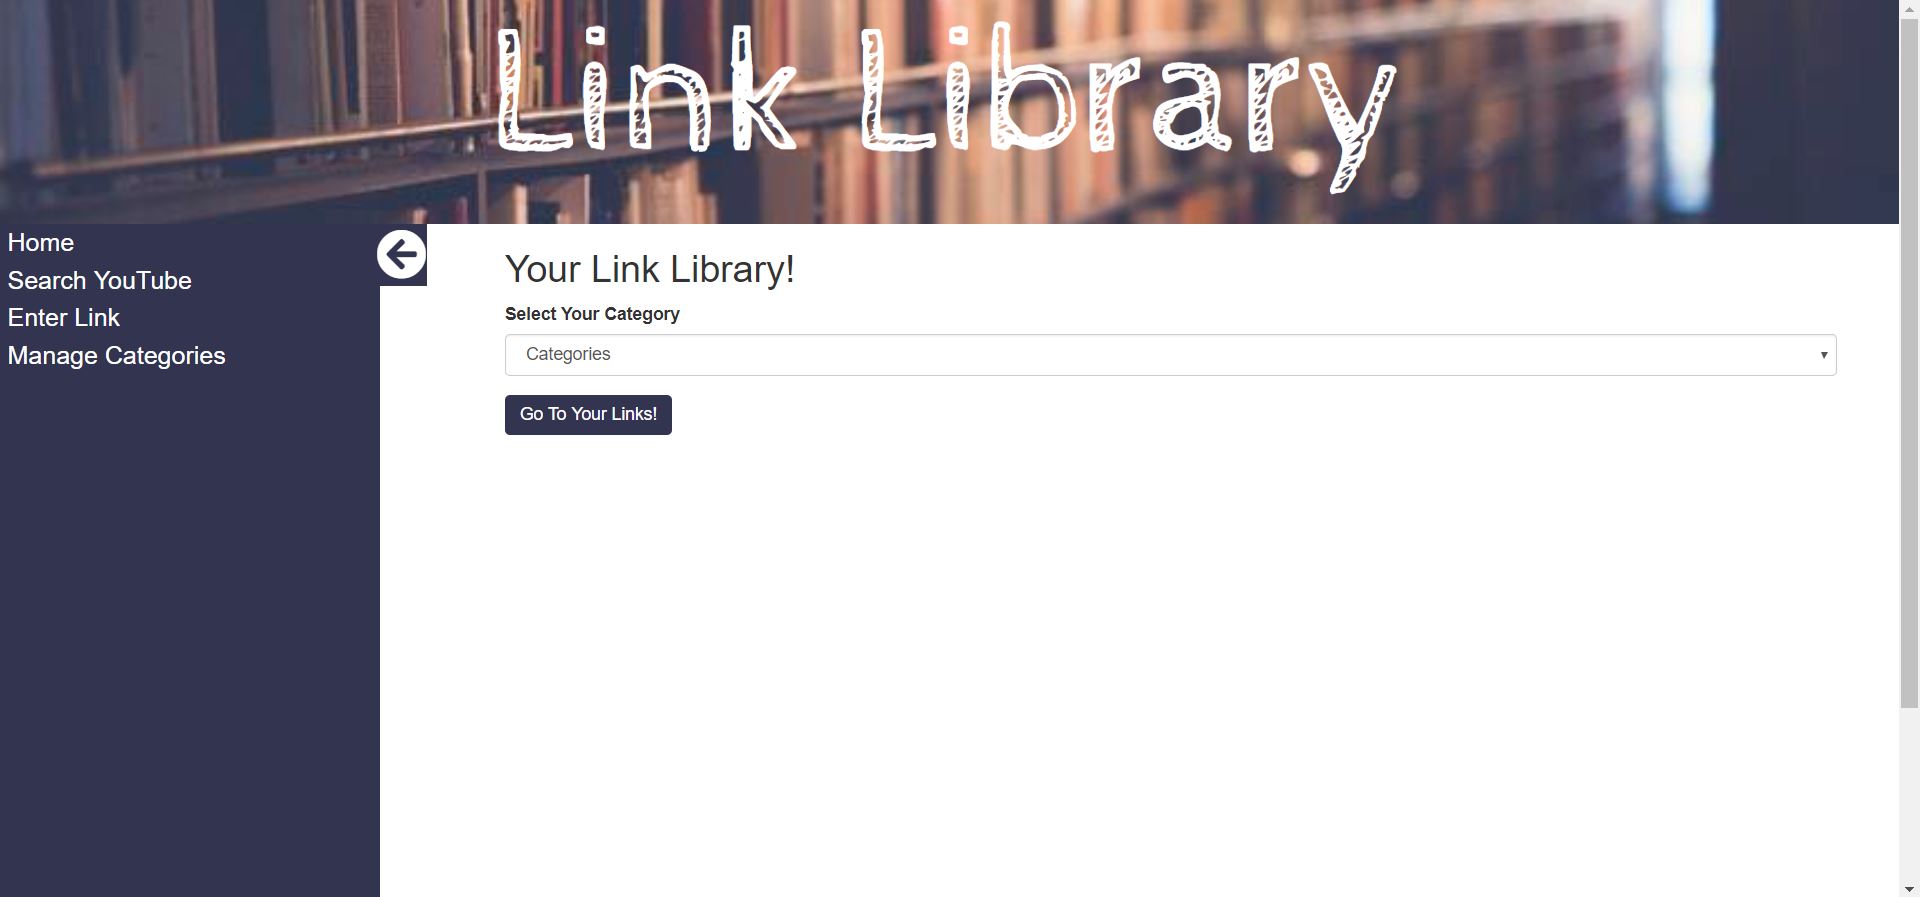 Link Library
Home
Search YouTube
Enter Link
Manage Categories
Your Link Library!
Select Your Category
Categories
Go To Your Links!